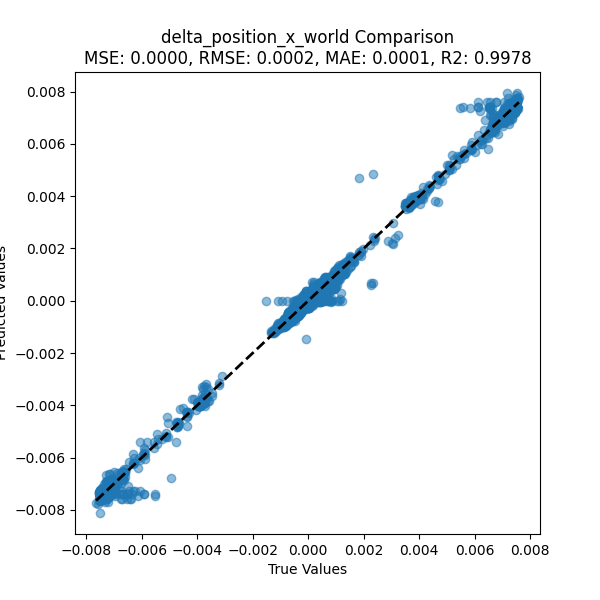 delta_position_x_world Comparison
MSE: 0.0000, RMSE: 0.0002, MAE: 0.0001, R2: 0.9978
0.008
0.006
0.004
0.002
0.000
−0.002
−0.004
−0.006
−0.008
Predicted Values
−0.008 −0.006 −0.004 −0.002 0.000 0.002 0.004 0.006 0.008
True Values